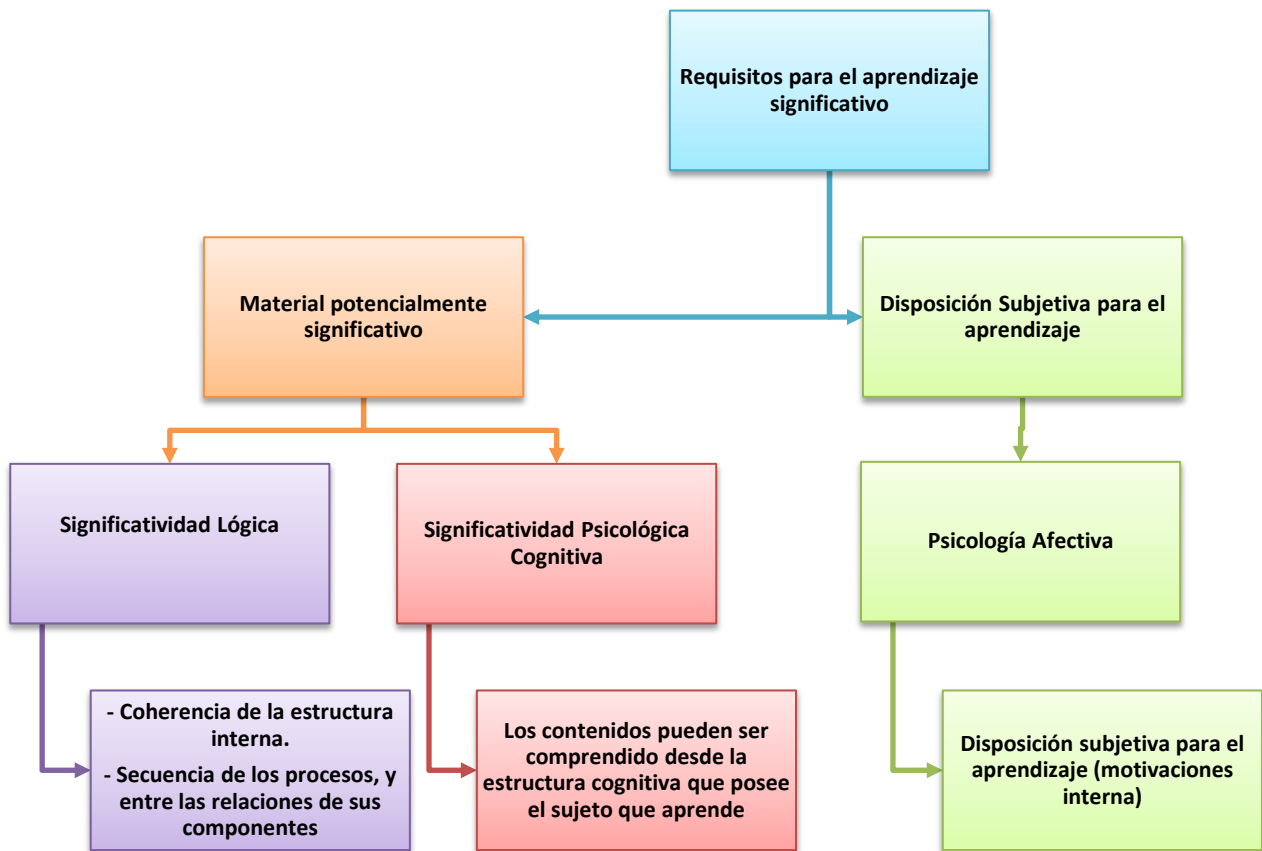 Requisitos para el aprendizaje
significativo
Material potencialmente
significativo
Disposición Subjetiva para el
aprendizaje
Significatividad Lógica
Significatividad Psicológica
Cognitiva
Psicología Afectiva
- Coherencia de la estructura
interna.
- Secuencia de los procesos, y
entre las relaciones de sus
componentes
Los contenidos pueden ser
comprendido desde la
estructura cognitiva que posee
el sujeto que aprende
Disposición subjetiva para el
aprendizaje (motivaciones
interna)